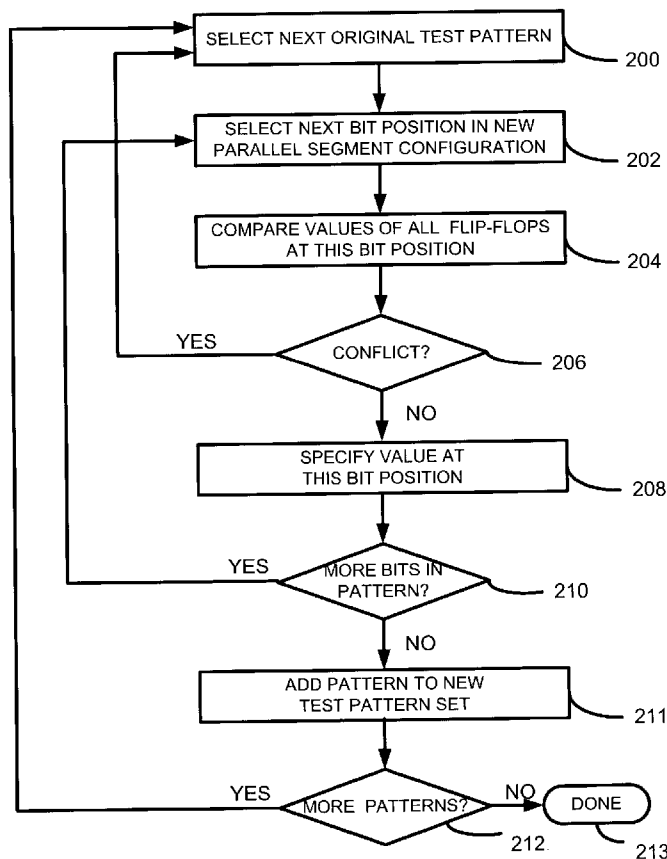 SELECT NEXT ORIGINAL TEST PATTERN
200
SELECT NEXT BIT POSITION IN NEW
PARALLEL SEGMENT CONFIGURATION
202
COMPARE VALUES OF ALL FLIP-FLOPS
AT THIS BIT POSITION
204
YES
CONFLICT?
206
NO
SPECIFY VALUE AT
THIS BIT POSITION
208
YES
MORE BITS IN
PATTERN?
210
NO
ADD PATTERN TO NEW
TEST PATTERN SET
211
YES
MORE PATTERNS?
NO
DONE
212
213